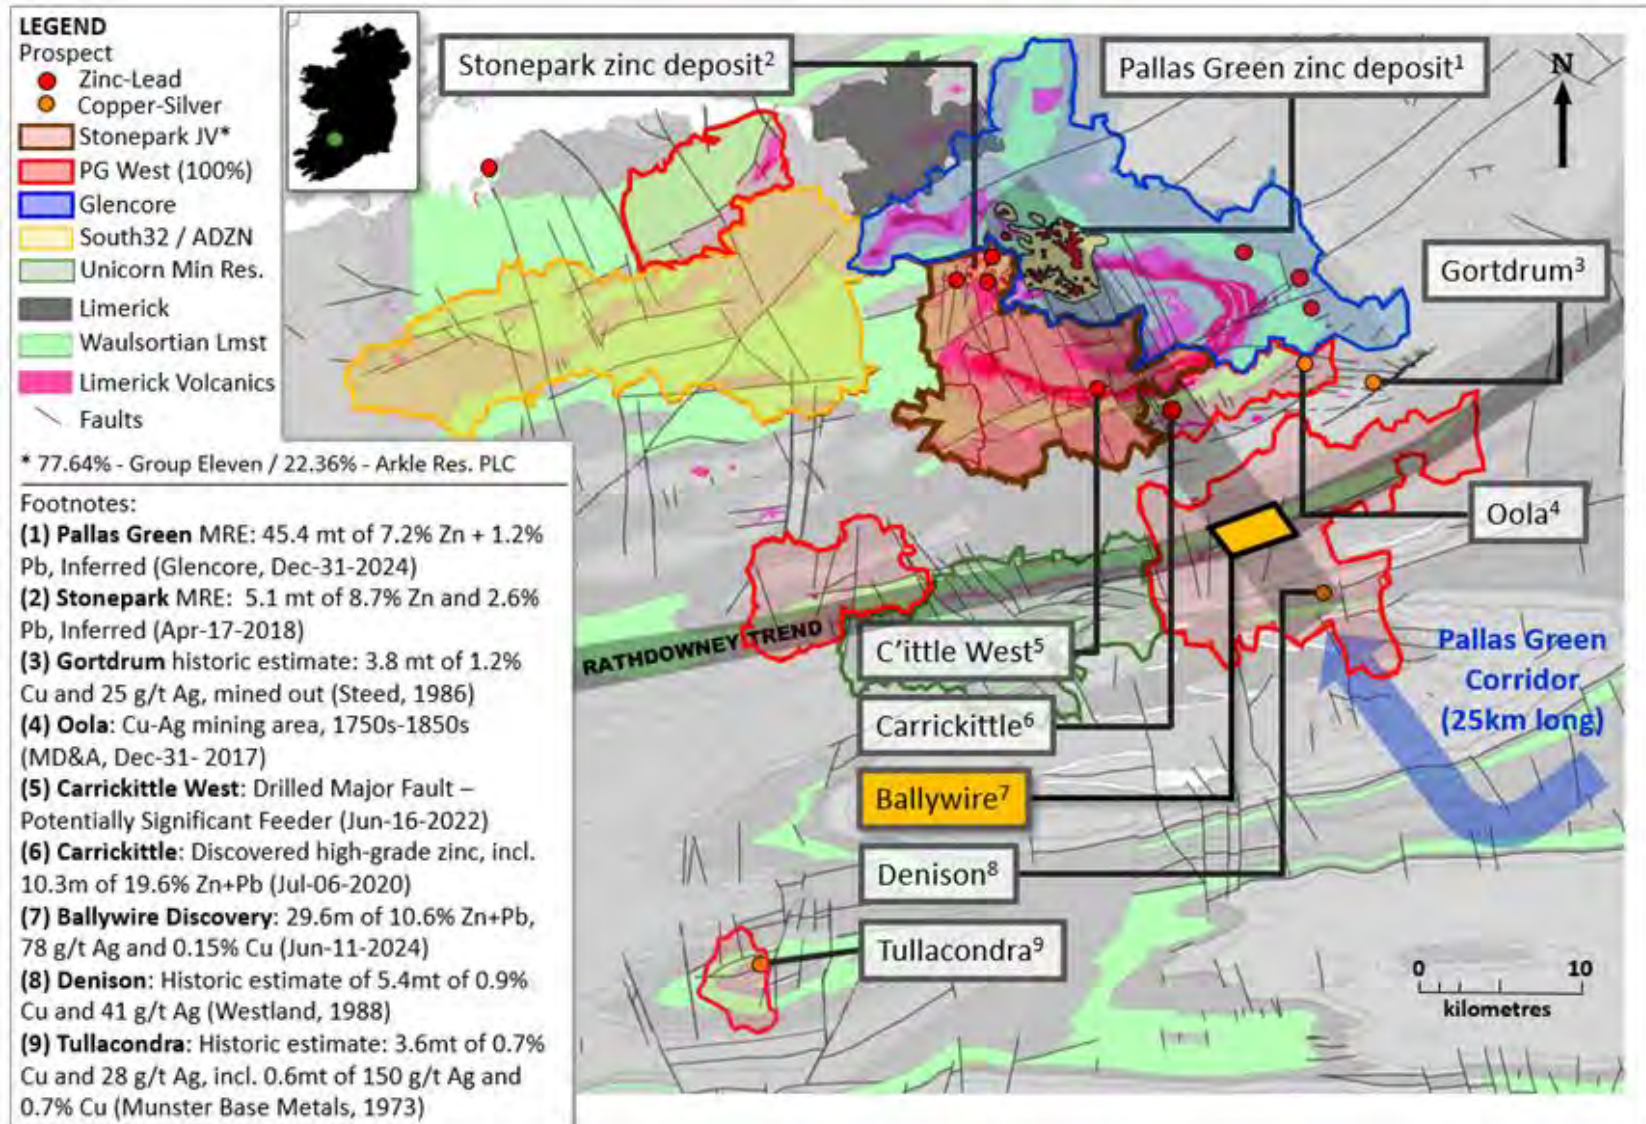 LEGEND
Prospect
Zinc-Lead
Copper-Silver
Stonepark JV*
PG West (100%)
Glencore
South32 / ADZN
Unicorn Min Res.
Limerick
Waulsortian Lmst
Limerick Volcanics
Faults
* 77.64% - Group Eleven / 22.36% - Arkle Res. PLC
Footnotes:
(1) Pallas Green MRE: 45.4 mt of 7.2% Zn + 1.2%
Pb, Inferred (Glencore, Dec-31-2024)
(2) Stonepark MRE: 5.1 mt of 8.7% Zn and 2.6%
Pb, Inferred (Apr-17-2018)
(3) Gortdrum historic estimate: 3.8 mt of 1.2%
Cu and 25 g/t Ag, mined out (Steed, 1986)
(4) Oola: Cu-Ag mining area, 1750s-1850s
(MD&A, Dec-31- 2017)
(5) Carrickittle West: Drilled Major Fault –
Potentially Significant Feeder (Jun-16-2022)
(6) Carrickittle: Discovered high-grade zinc, incl.
10.3m of 19.6% Zn+Pb (Jul-06-2020)
(7) Ballywire Discovery: 29.6m of 10.6% Zn+Pb,
78 g/t Ag and 0.15% Cu (Jun-11-2024)
(8) Denison: Historic estimate of 5.4mt of 0.9%
Cu and 41 g/t Ag (Westland, 1988)
(9) Tullacondra: Historic estimate: 3.6mt of 0.7%
Cu and 28 g/t Ag, incl. 0.6mt of 150 g/t Ag and
0.7% Cu (Munster Base Metals, 1973)
Stonepark zinc deposit²
Pallas Green zinc deposit¹
N
Gortdrum³
Oola⁴
RATHDOWNEY TREND
C'ittle West⁵
Carrickittle⁶
Ballywire⁷
Denison⁸
Tullacondra⁹
Pallas Green
Corridor
(25km long)
0 10
kilometres